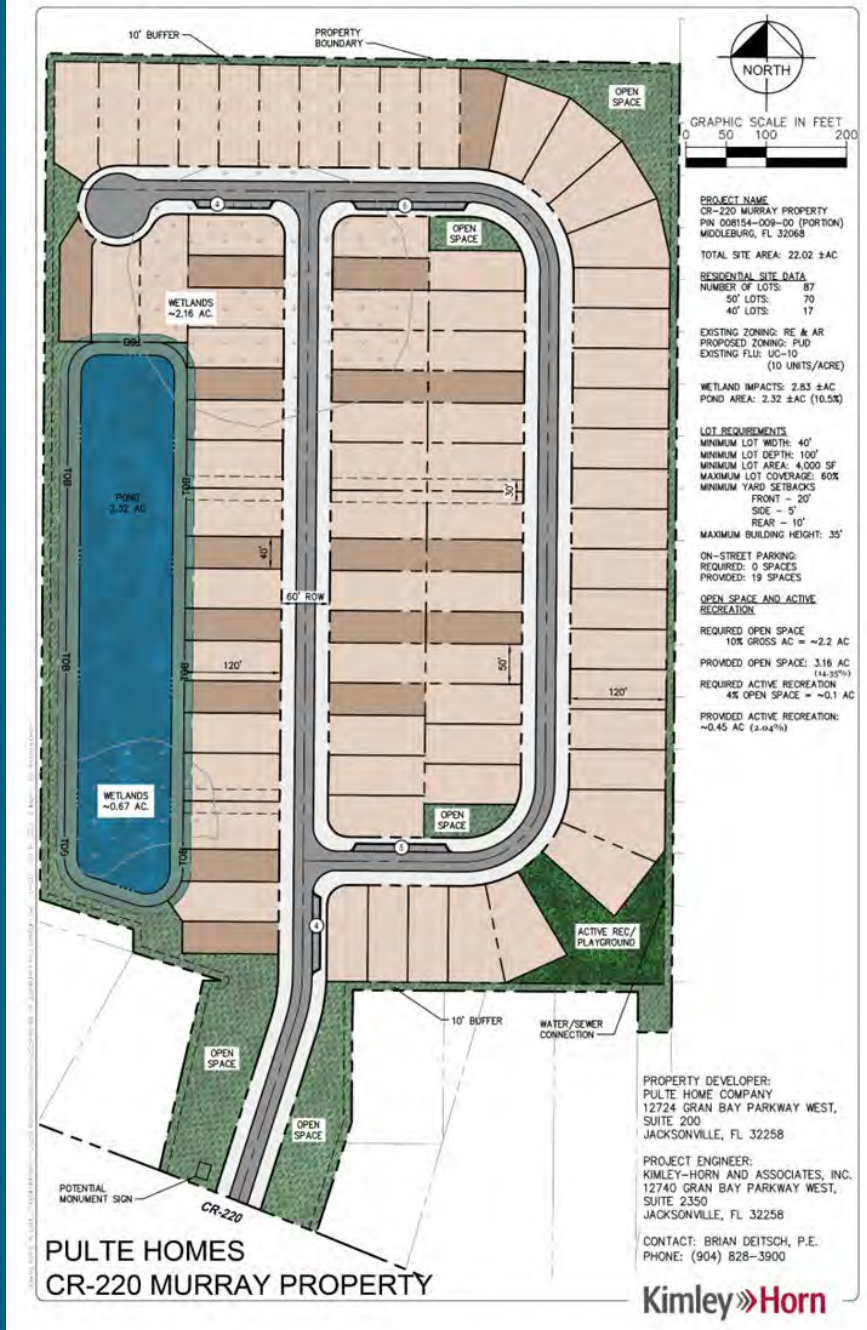 10' BUFFER
PROPERTY
BOUNDARY
NORTH
GRAPHIC SCALE IN FEET
0 50 100 200
OPEN
SPACE
4
6
OPEN
SPACE
WETLANDS
~2.16 AC.
TOB
TOB
TOB
POND
2.32 AC
30'
40'
60' ROW
TOB
TOB
120'
50'
120'
WETLANDS
~0.67 AC.
OPEN
SPACE
TOB
TOB
5
4
ACTIVE REC/
PLAYGROUND
10' BUFFER
WATER/SEWER
CONNECTION
OPEN
SPACE
OPEN
SPACE
POTENTIAL
MONUMENT SIGN
CR-220
PROJECT NAME
CR-220 MURRAY PROPERTY
PIN 008154-009-00 (PORTION)
MIDDLEBURG, FL 32068
TOTAL SITE AREA: 22.02 ±AC
RESIDENTIAL SITE DATA
NUMBER OF LOTS: 87
50' LOTS: 70
40' LOTS: 17
EXISTING ZONING: RE & AR
PROPOSED ZONING: PUD
EXISTING FLU: UC-10
(10 UNITS/ACRE)
WETLAND IMPACTS: 2.83 ±AC
POND AREA: 2.32 ±AC (10.5%)
LOT REQUIREMENTS
MINIMUM LOT WIDTH: 40'
MINIMUM LOT DEPTH: 100'
MINIMUM LOT AREA: 4,000 SF
MAXIMUM LOT COVERAGE: 60%
MINIMUM YARD SETBACKS
FRONT - 20'
SIDE - 5'
REAR - 10'
MAXIMUM BUILDING HEIGHT: 35'
ON-STREET PARKING:
REQUIRED: 0 SPACES
PROVIDED: 19 SPACES
OPEN SPACE AND ACTIVE
RECREATION
REQUIRED OPEN SPACE
10% GROSS AC = ~2.2 AC
PROVIDED OPEN SPACE: 3.16 AC
(14.35%)
REQUIRED ACTIVE RECREATION
4% OPEN SPACE = ~0.1 AC
PROVIDED ACTIVE RECREATION:
~0.45 AC (2.04%)
PROPERTY DEVELOPER:
PULTE HOME COMPANY
12724 GRAN BAY PARKWAY WEST,
SUITE 200
JACKSONVILLE, FL 32258
PROJECT ENGINEER:
KIMLEY-HORN AND ASSOCIATES, INC.
12740 GRAN BAY PARKWAY WEST,
SUITE 2350
JACKSONVILLE, FL 32258
CONTACT: BRIAN DEITSCH, P.E.
PHONE: (904) 828-3900
PULTE HOMES
CR-220 MURRAY PROPERTY
Kimley»Horn